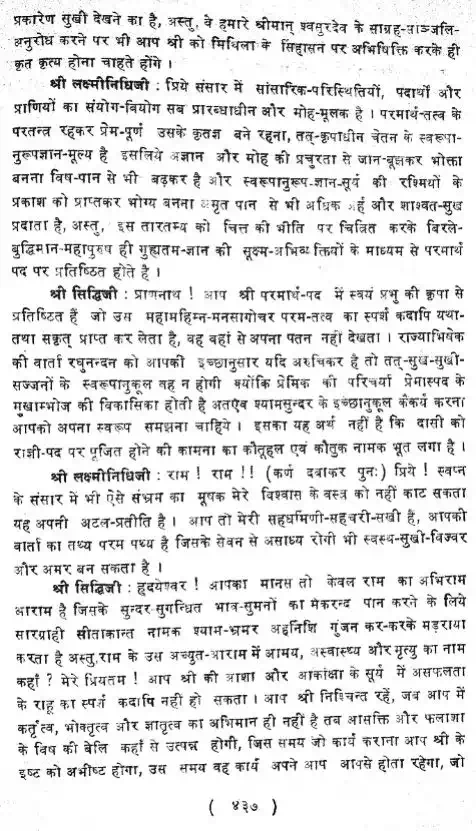 प्रकारेण सुखी देखने का है, अस्तु, वे हमारे श्रीमान् श्वसुरदेव के साग्रह-साञ्जलि-
अनुरोध करने पर भी आप श्री को मिथिला के सिंहासन पर अभिषिक्त करके ही
कृत कृत्य होना चाहते होंगे ।
श्री लक्ष्मीनिधिजी : प्रिये संसार में सांसारिक-परिस्थितियों, पदार्थों और
प्राणियों का संयोग-वियोग सब प्रारब्धाधीन और मोह-मूलक है । परमार्थ-तत्व के
परतन्त्र रहकर प्रेम-पूर्ण उसके कृतज्ञ बने रहना, तत्-कृपाधीन चेतन के स्वरूपा-
नुरूपज्ञान-मूल्य है इसलिये अज्ञान और मोह की प्रचुरता से जान-बूझकर भोक्ता
बनना विष-पान से भी बढ़कर है और स्वरूपानुरूप-ज्ञान-सूर्य की रश्मियों के
प्रकाश को प्राप्तकर भोग्य बनना अमृत पान से भी अधिक अर्ह और शाश्वत-सुख
प्रदाता है, अस्तु, इस तारतम्य को चित्त की भीति पर चित्रित करके बिरले-
बुद्धिमान-महापुरुष ही गुह्यतम-ज्ञान की सूक्ष्म-अभिव्यक्तियों के माध्यम से परमार्थ
पद पर प्रतिष्ठित होते है ।
श्री सिद्धिजी : प्राणनाथ ! आप श्री परमार्थ-पद में स्वयं प्रभु की कृपा से
प्रतिष्ठित हैं जो उस महामहिम्न-मनसागोचर परम-तत्व का स्पर्श कदापि यथा-
तथा सकृत् प्राप्त कर लेता है, वह वहां से अपना पतन नहीं देखता । राज्याभिषेक
की वार्ता रघुनन्दन को आपकी इच्छानुसार यदि अरुचिकर है तो तत्-सुख-सुखी-
सज्जनों के स्वरूपानुकूल वह न होगी क्योंकि प्रेमिक की परिचर्या प्रेमास्पद के
मुखाम्भोज की विकासिका होती है अतएव श्यामसुन्दर के इच्छानुकूल कैंकर्य करना
आपको अपना स्वरूप समझना चाहिये । इसका यह अर्थ नहीं है कि दासी को
राज्ञी-पद पर पूजित होने की कामना का कौतूहल एवं कौतुक नामक भूत लगा है ।
श्री लक्ष्मीनिधिजी : राम ! राम !! (कर्ण दबाकर पुनः) प्रिये ! स्वप्न
के संसार में भी ऐसे संभ्रम का मूषक मेरे विश्वास के वस्त्र को नहीं काट सकता
यह अपनी अटल-प्रतीति है । आप तो मेरी सहधर्मिणी-सहचरी-सखी हैं, आपकी
वार्ता का तथ्य परम पथ्य है जिसके सेवन से असाध्य रोगी भी स्वस्थ-सुखी-विज्वर
और अमर बन सकता है ।
श्री सिद्धिजी : हृदयेश्वर ! आपका मानस तो केवल राम का अभिराम
आराम है जिसके सुन्दर-सुगन्धित भाव-सुमनों का मकरन्द पान करने के लिये
सारग्राही सीताकान्त नामक श्याम-भ्रमर अहर्निशि गुंजन कर-करके मड़राया
करता है अस्तु,राम के उस अच्युत-आराम में आमय, अस्वास्थ्य और मृत्यु का नाम
कहाँ ? मेरे प्रियतम ! आप श्री की आशा और आकांक्षा के सूर्य में असफलता
के राहु का स्पर्श कदापि नहीं हो सकता । आप श्री निश्चिन्त रहें, जब आप में
कर्तृत्व, भोक्तृत्व और ज्ञातृत्व का अभिमान ही नहीं है तब आसक्ति और फलाशा
के विष की बेलि कहाँ से उत्पन्न होगी, जिस समय जो कार्य कराना आप श्री के
इष्ट को अभीष्ट होगा, उस समय वह कार्य अपने आप आपसे होता रहेगा, जो
( ४३७ )